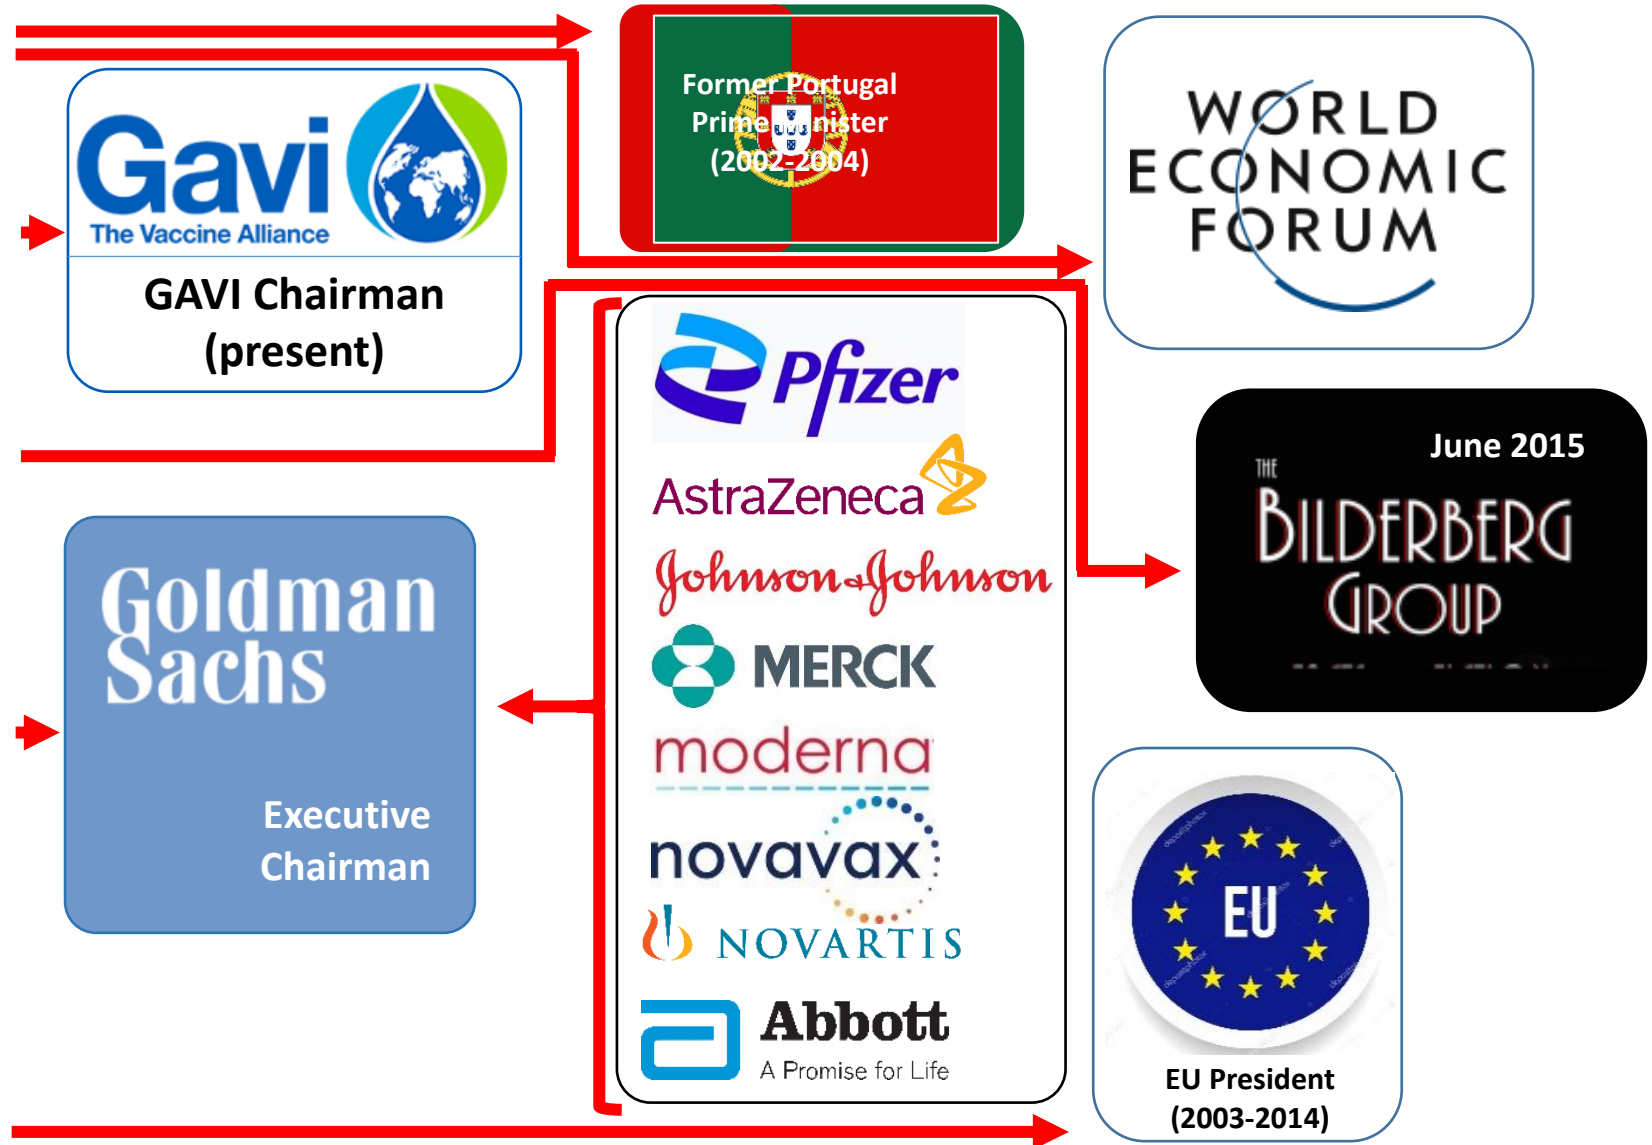 Gavi
The Vaccine Alliance
GAVI Chairman
(present)
Former Portugal
Prime Minister
(2002-2004)
WORLD
ECONOMIC
FORUM
Pfizer
AstraZeneca
Johnson & Johnson
MERCK
moderna
novavax
NOVARTIS
Abbott
A Promise for Life
June 2015
THE
BILDERBERG
GROUP
Goldman
Sachs
Executive
Chairman
EU
EU President
(2003-2014)